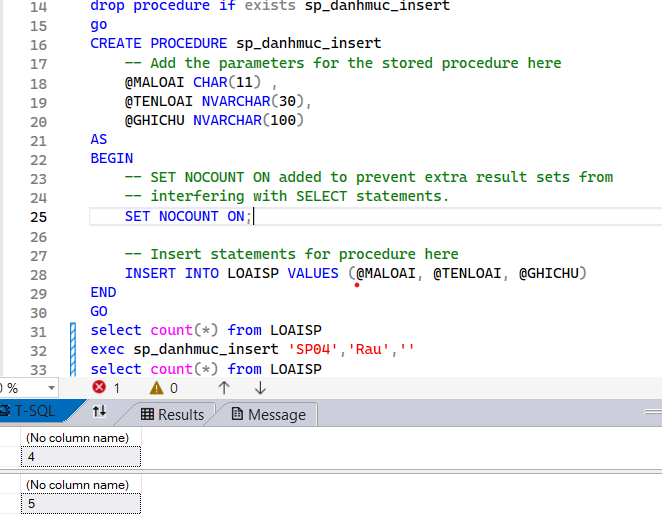 14 drop procedure if exists sp_danhmuc_insert
15 go
16 CREATE PROCEDURE sp_danhmuc_insert
17 -- Add the parameters for the stored procedure here
18 @MALOAI CHAR(11) ,
19 @TENLOAI NVARCHAR(30),
20 @GHICHU NVARCHAR(100)
21 AS
22 BEGIN
23 -- SET NOCOUNT ON added to prevent extra result sets from
24 -- interfering with SELECT statements.
25 SET NOCOUNT ON;
26
27 -- Insert statements for procedure here
28 INSERT INTO LOAISP VALUES (@MALOAI, @TENLOAI, @GHICHU)
29 END
30 GO
31 select count(*) from LOAISP
32 exec sp_danhmuc_insert 'SP04','Rau',''
33 select count(*) from LOAISP
0 % 1 0
T-SQL Results Message
(No column name)
4
(No column name)
5